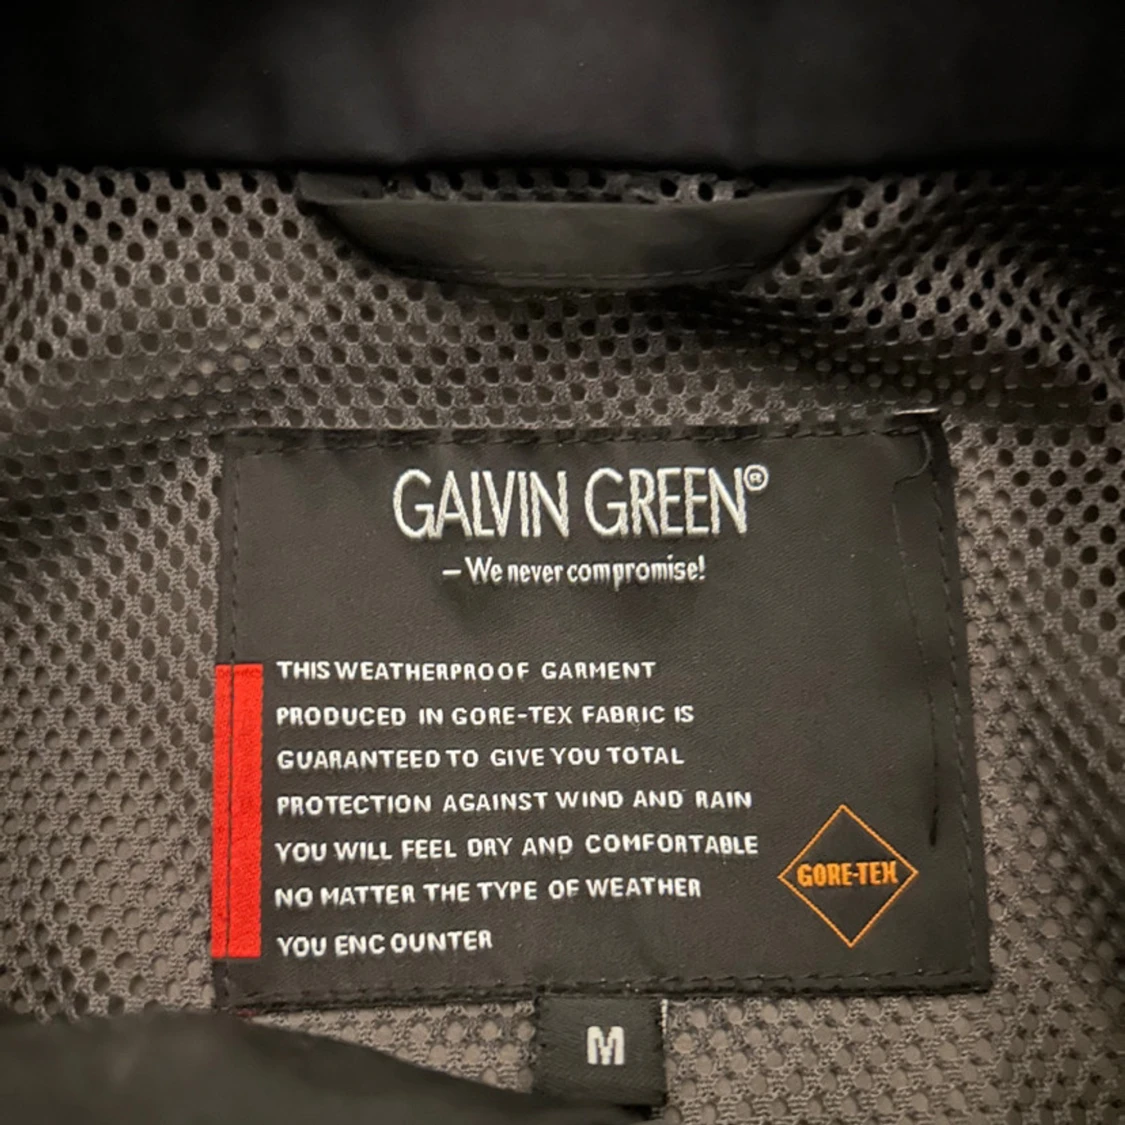 GALVIN GREEN®
– We never compromise!
THIS WEATHERPROOF GARMENT
PRODUCED IN GORE-TEX FABRIC IS
GUARANTEED TO GIVE YOU TOTAL
PROTECTION AGAINST WIND AND RAIN
YOU WILL FEEL DRY AND COMFORTABLE
NO MATTER THE TYPE OF WEATHER
YOU ENCOUNTER
GORE-TEX
M